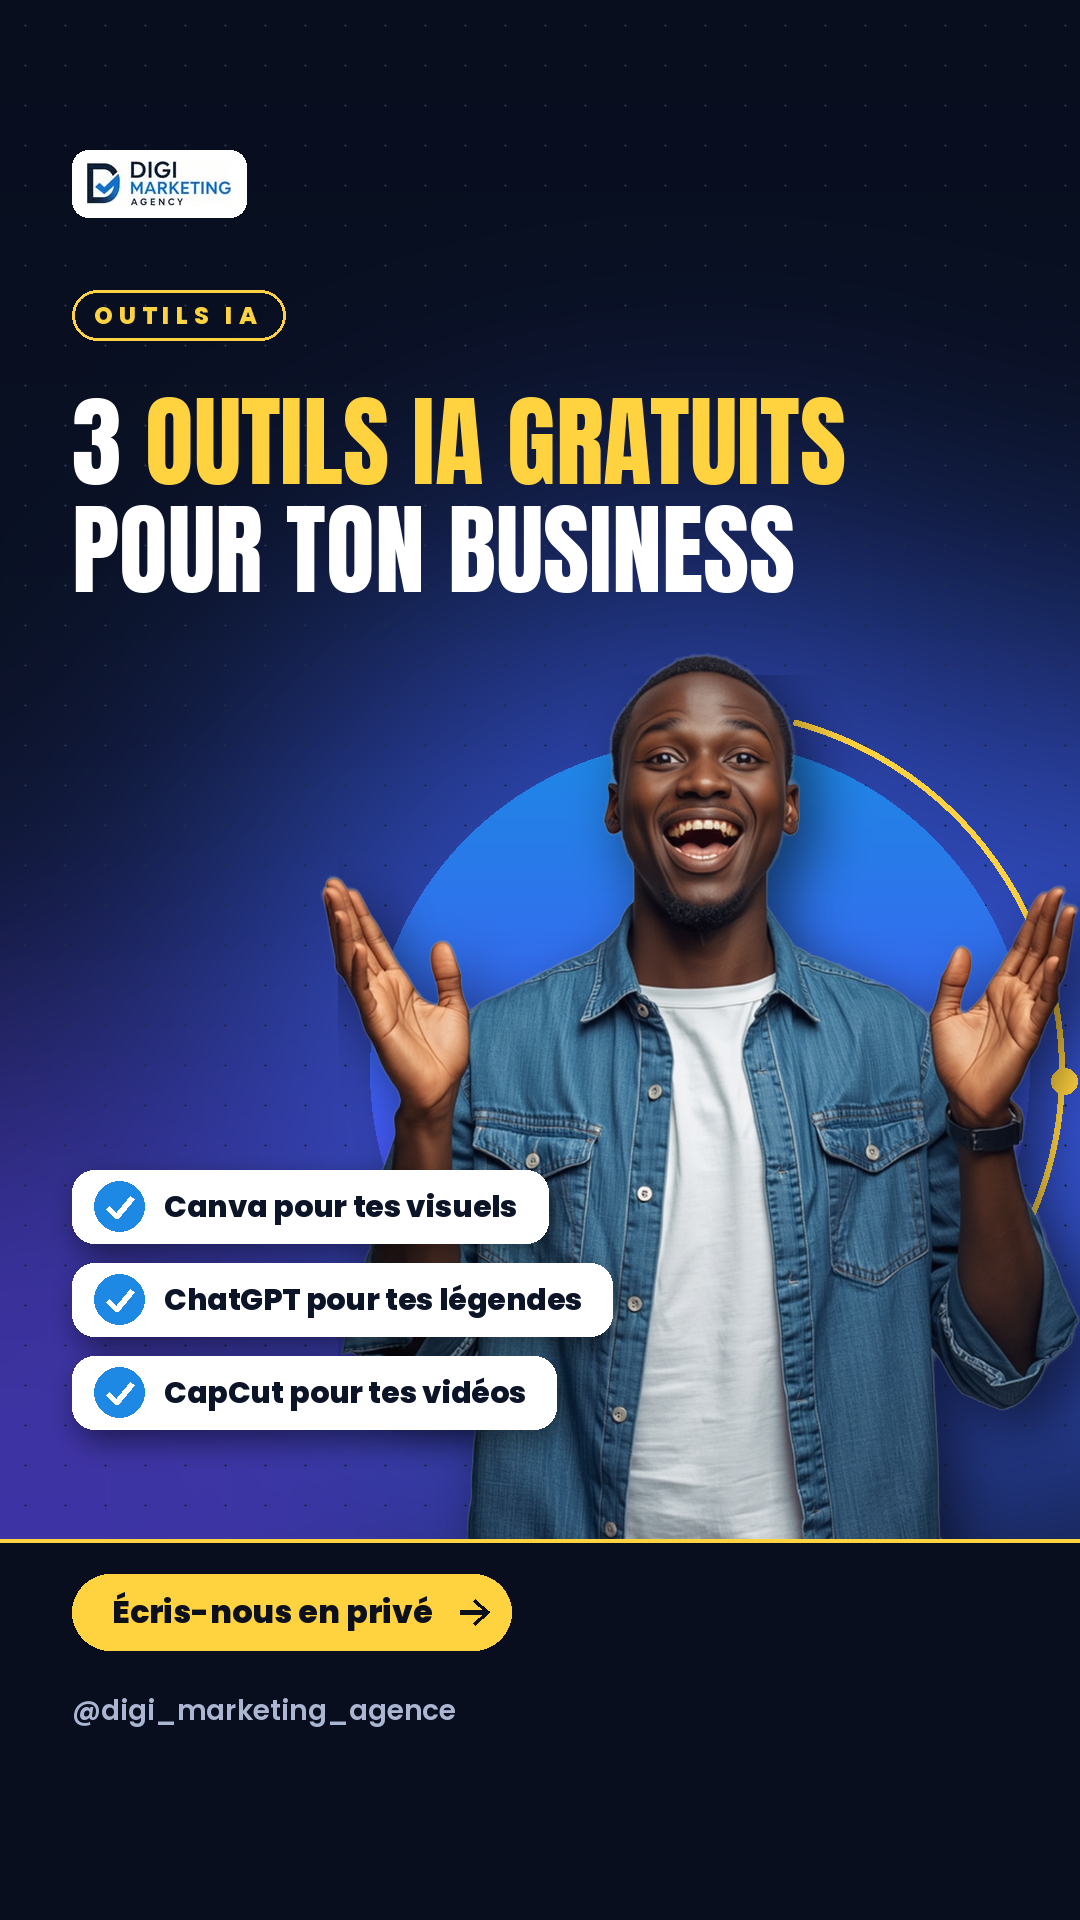 DIGI
MARKETING
AGENCY
OUTILS IA
3 OUTILS IA GRATUITS
POUR TON BUSINESS
Canva pour tes visuels
ChatGPT pour tes légendes
CapCut pour tes vidéos
Écris-nous en privé →
@digi_marketing_agence